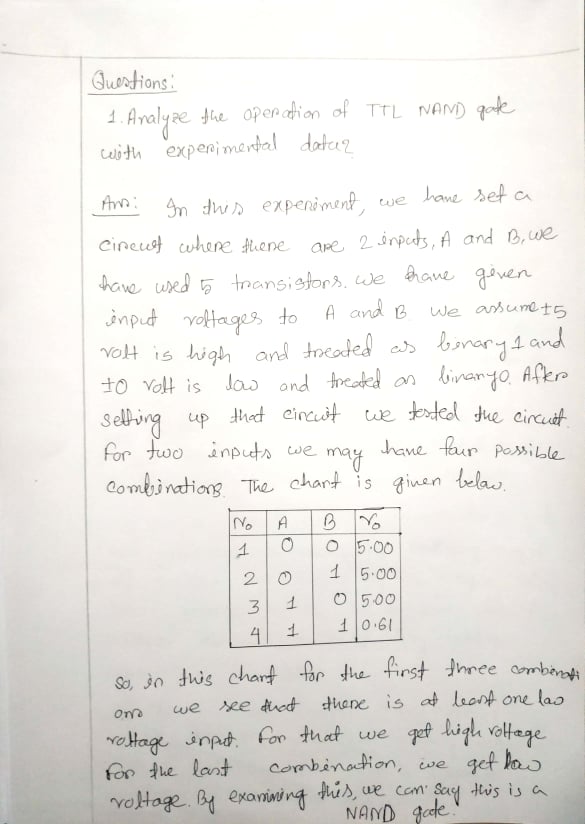 Questions:
1. Analyze the operation of TTL NAND gate
with experimental data?
Ans: In this experiment, we have set a
circuit where there are 2 inputs, A and B, we
have used 5 transistors. We have given
input voltages to A and B. We assume +5
volt is high and treated as binary 1 and
+0 volt is low and treated as binary 0. After
setting up that circuit we tested the circuit.
For two inputs we may have four possible
combinations. The chart is given below.
No A B Vo
1 0 0 5.00
2 0 1 5.00
3 1 0 5.00
4 1 1 0.61
So, in this chart for the first three combinati
ons we see that there is at least one low
voltage input. For that we get high voltage
for the last combination, we get low
voltage. By examining this, we can say this is a
NAND gate.